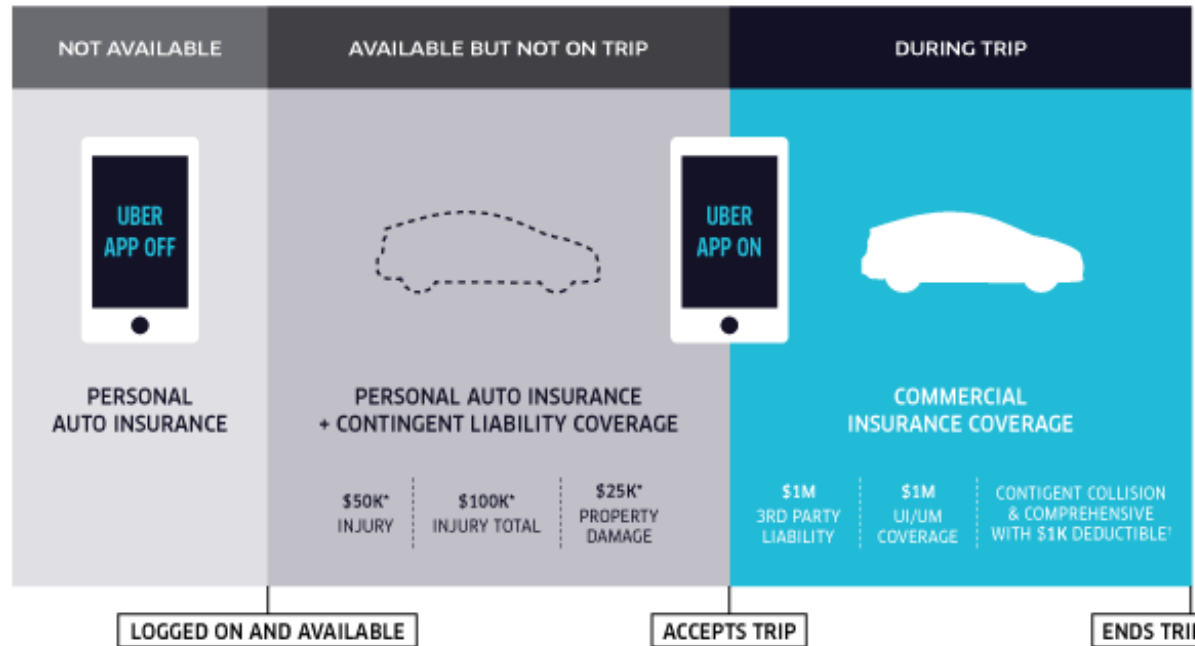 NOT AVAILABLE
AVAILABLE BUT NOT ON TRIP
DURING TRIP
UBER
APP OFF
UBER
APP ON
PERSONAL
AUTO INSURANCE
PERSONAL AUTO INSURANCE
+ CONTINGENT LIABILITY COVERAGE
COMMERCIAL
INSURANCE COVERAGE
$50K*
INJURY
$100K*
INJURY TOTAL
$25K*
PROPERTY
DAMAGE
$1M
3RD PARTY
LIABILITY
$1M
UI/UM
COVERAGE
CONTIGENT COLLISION
& COMPREHENSIVE
WITH $1K DEDUCTIBLE†
LOGGED ON AND AVAILABLE
ACCEPTS TRIP
ENDS TRI